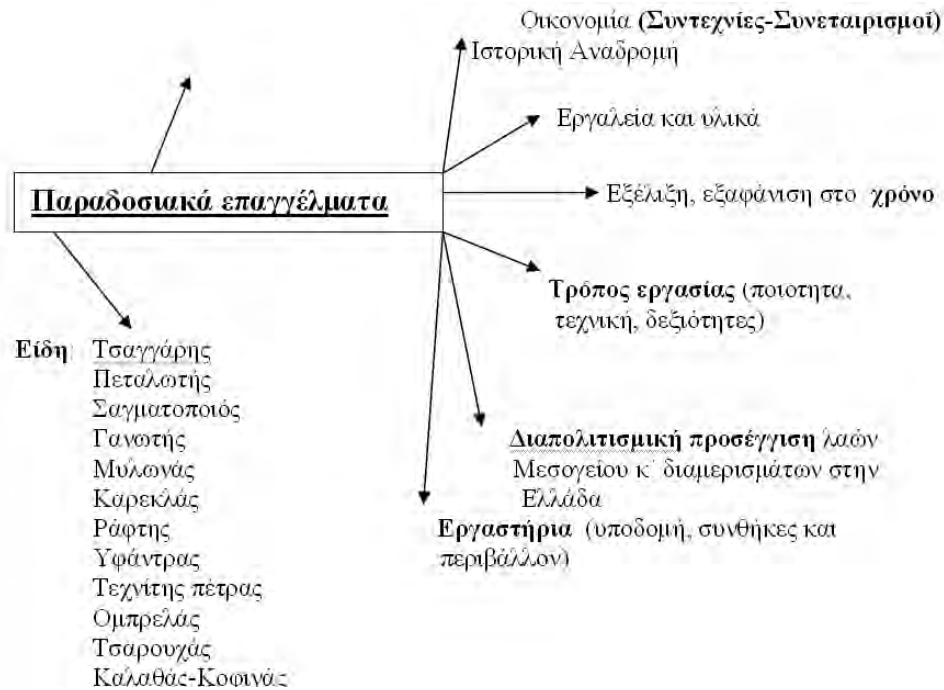 Οικονομία (Συντεχνίες-Συνεταιρισμοί)
Ιστορική Αναδρομή
Εργαλεία και υλικά
Παραδοσιακά επαγγέλματα
Εξέλιξη, εξαφάνιση στο χρόνο
Τρόπος εργασίας (ποιοτητα,
τεχνική, δεξιότητες)
Είδη: Τσαγγάρης
Πεταλωτής
Σαγματοποιός
Γανωτής
Μυλωνάς
Καρεκλάς
Ράφτης
Υφάντρας
Τεχνίτης πέτρας
Ομπρελάς
Τσαρουχάς
Καλαθάς-Κοφινάς
Διαπολιτισμική προσέγγιση λαών
Μεσογείου κ΄ διαμερισμάτων στην
Ελλάδα
Εργαστήρια (υποδομή, συνθήκες και
περιβάλλον)